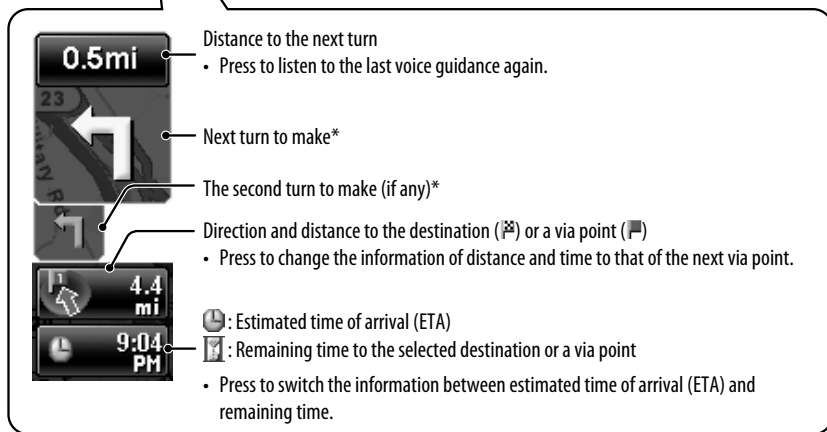 0.5mi
Distance to the next turn
• Press to listen to the last voice guidance again.
23
Next turn to make*
The second turn to make (if any)*
Direction and distance to the destination ( ) or a via point ( )
• Press to change the information of distance and time to that of the next via point.
1
4.4
mi
: Estimated time of arrival (ETA)
9:04
PM
: Remaining time to the selected destination or a via point
• Press to switch the information between estimated time of arrival (ETA) and
remaining time.